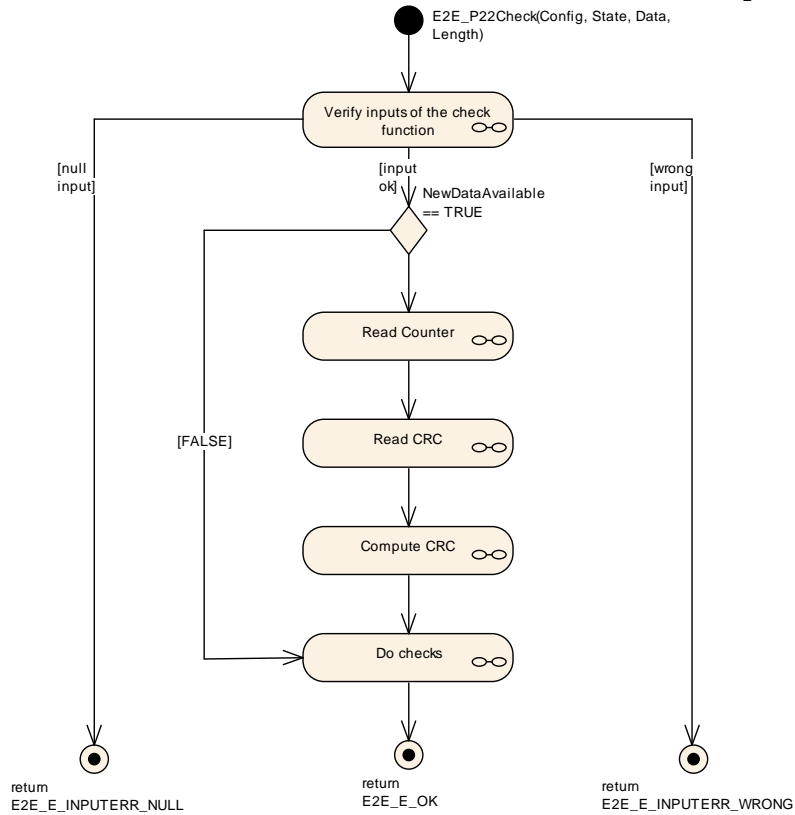 E2E_P22Check(Config, State, Data,
Length)
Verify inputs of the check
function
[null
input]
[input
ok]
[wrong
input]
NewDataAvailable
== TRUE
Read Counter
[FALSE]
Read CRC
Compute CRC
Do checks
return
E2E_E_INPUTERR_NULL
return
E2E_E_OK
return
E2E_E_INPUTERR_WRONG